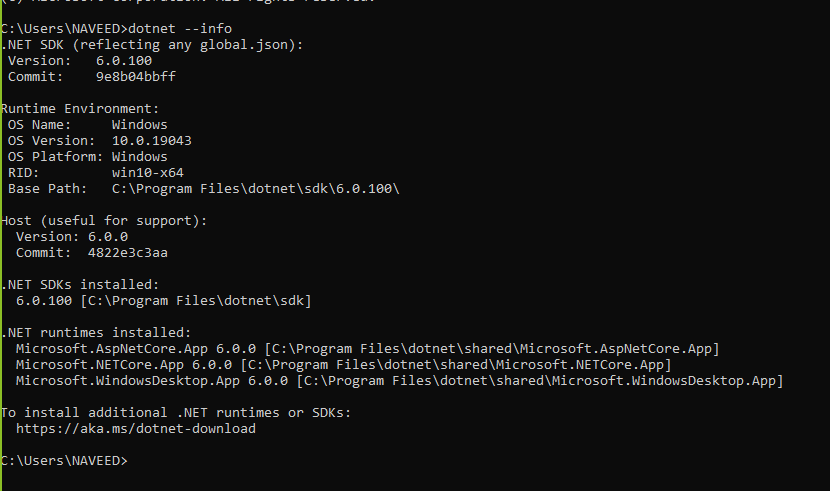 (c) Microsoft Corporation. All rights reserved.
C:\Users\NAVEED>dotnet --info
.NET SDK (reflecting any global.json):
 Version:   6.0.100
 Commit:    9e8b04bbff
Runtime Environment:
 OS Name:     Windows
 OS Version:  10.0.19043
 OS Platform: Windows
 RID:         win10-x64
 Base Path:   C:\Program Files\dotnet\sdk\6.0.100\
Host (useful for support):
  Version: 6.0.0
  Commit:  4822e3c3aa
.NET SDKs installed:
  6.0.100 [C:\Program Files\dotnet\sdk]
.NET runtimes installed:
  Microsoft.AspNetCore.App 6.0.0 [C:\Program Files\dotnet\shared\Microsoft.AspNetCore.App]
  Microsoft.NETCore.App 6.0.0 [C:\Program Files\dotnet\shared\Microsoft.NETCore.App]
  Microsoft.WindowsDesktop.App 6.0.0 [C:\Program Files\dotnet\shared\Microsoft.WindowsDesktop.App]
To install additional .NET runtimes or SDKs:
  https://aka.ms/dotnet-download
C:\Users\NAVEED>